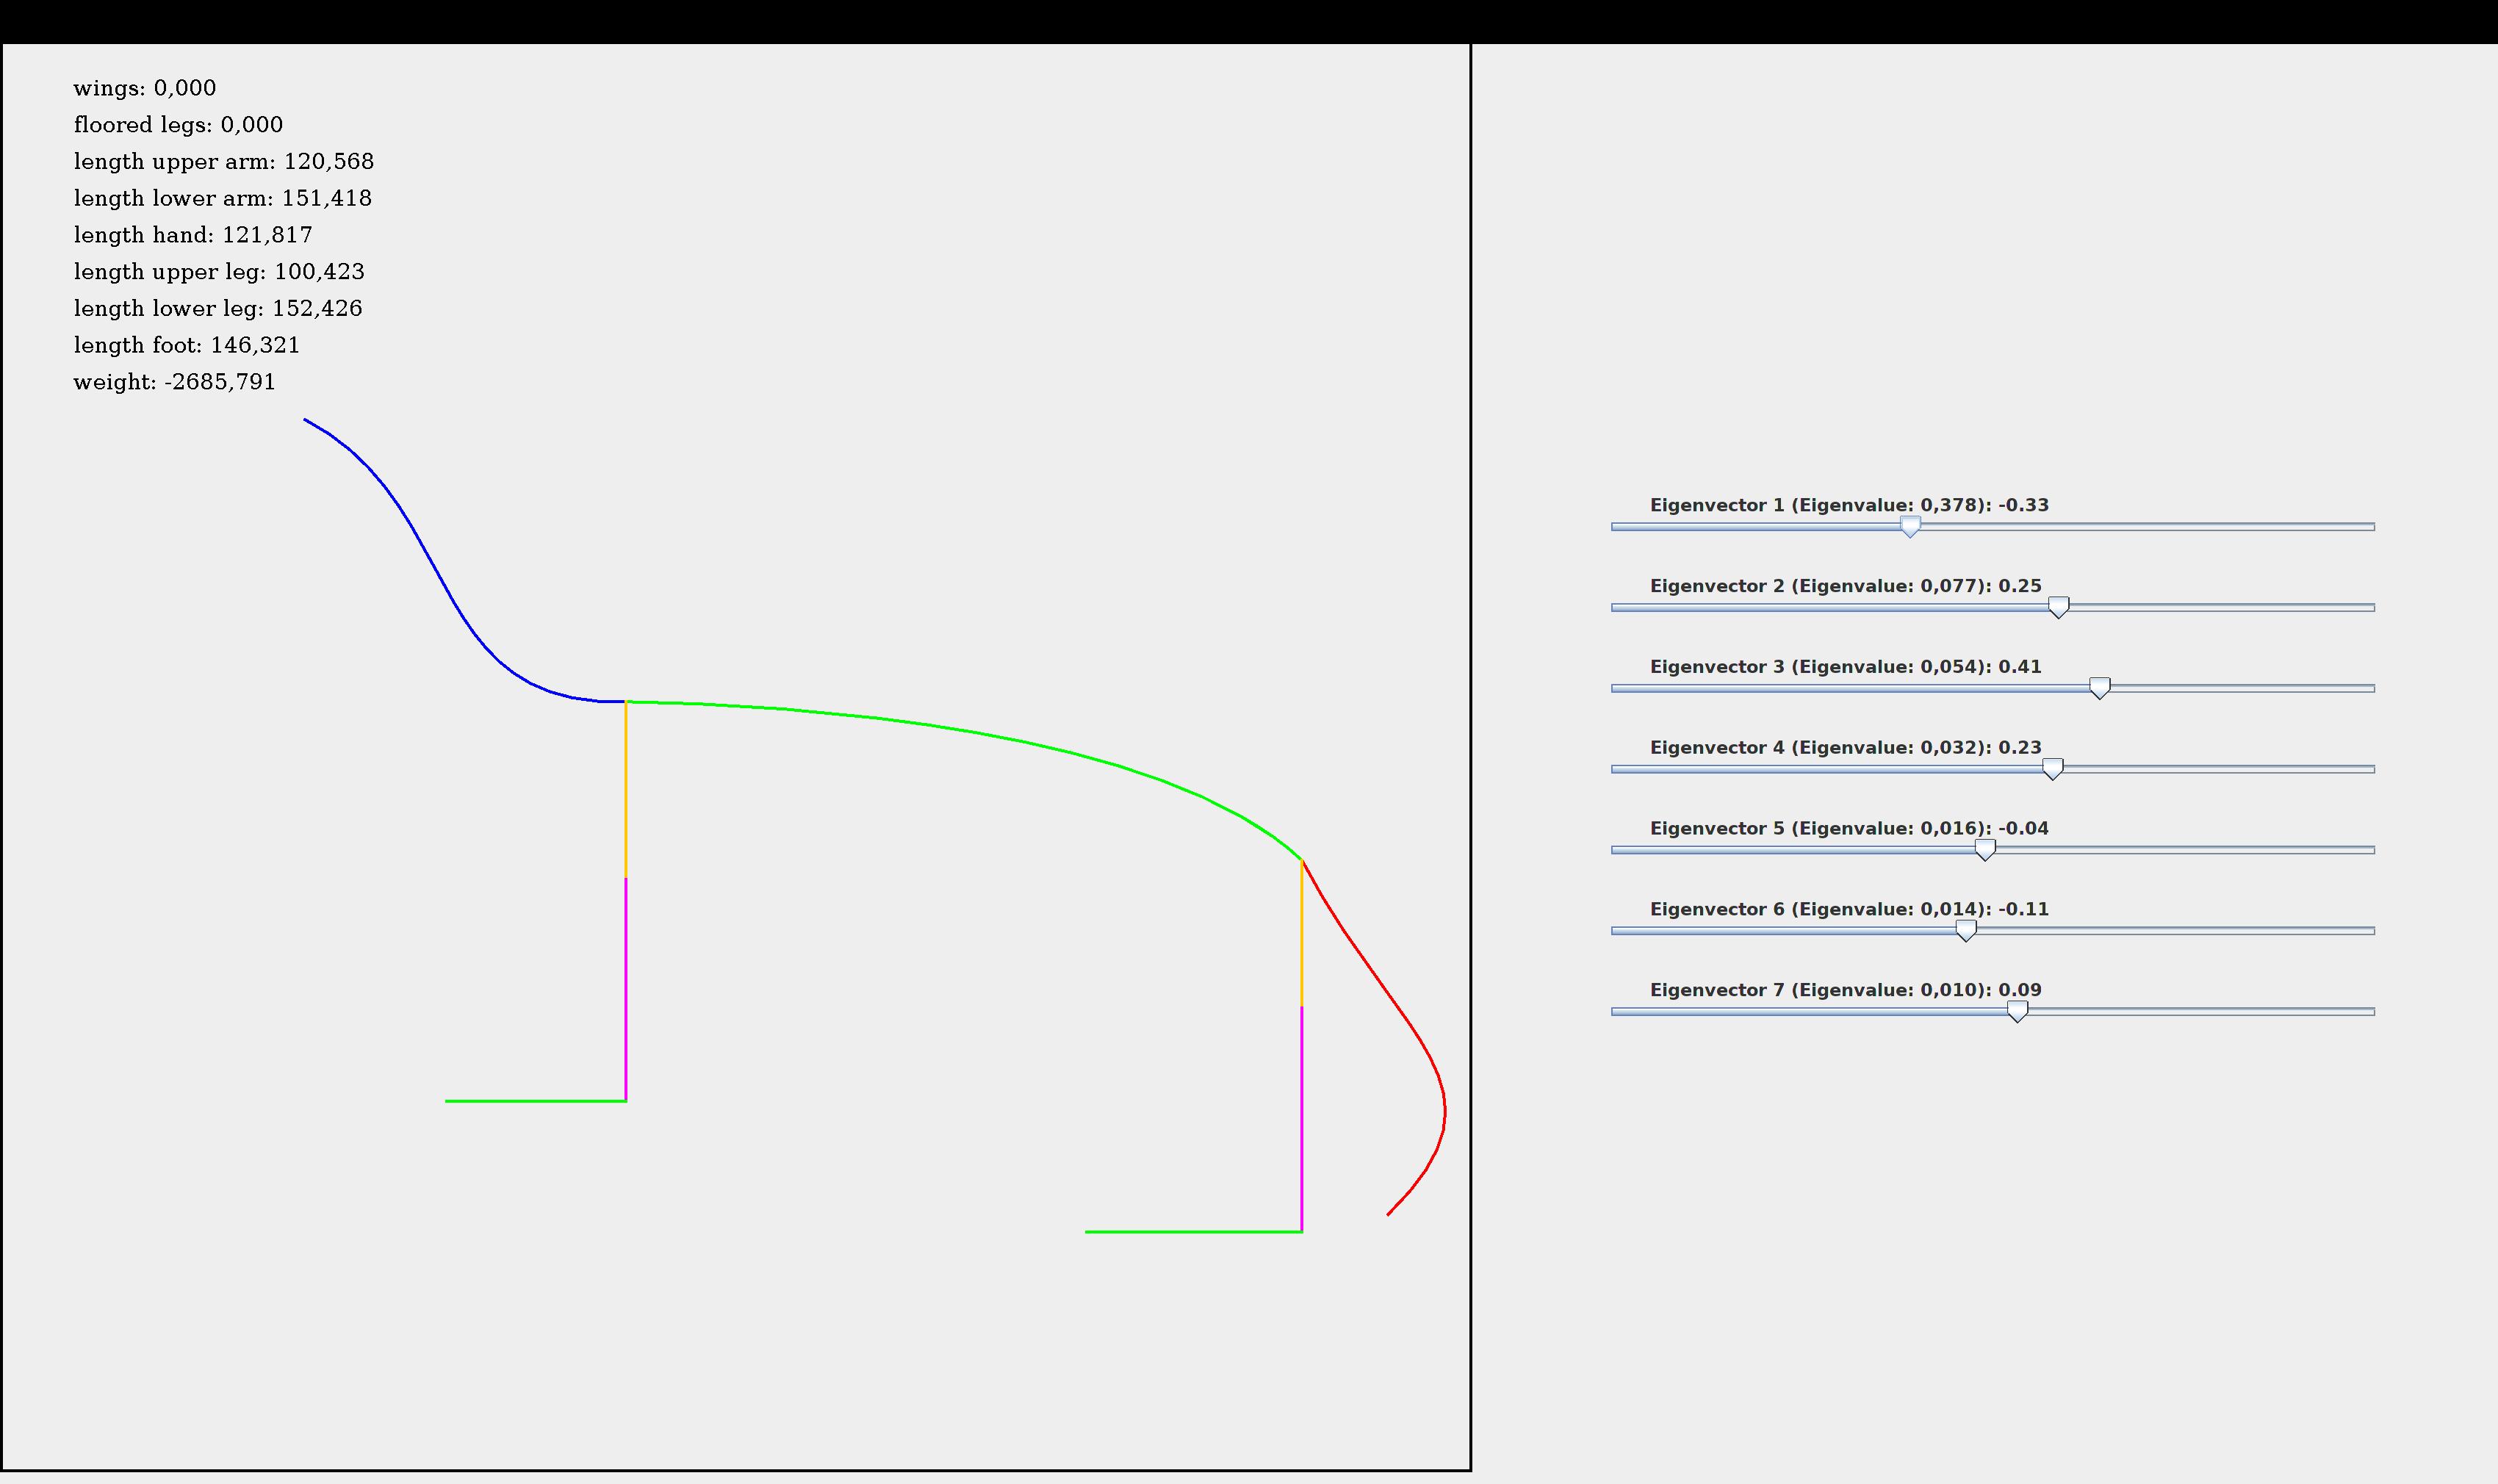 wings: 0,000
floored legs: 0,000
length upper arm: 120,568
length lower arm: 151,418
length hand: 121,817
length upper leg: 100,423
length lower leg: 152,426
length foot: 146,321
weight: -2685,791
Eigenvector 1 (Eigenvalue: 0,378): -0.33
Eigenvector 2 (Eigenvalue: 0,077): 0.25
Eigenvector 3 (Eigenvalue: 0,054): 0.41
Eigenvector 4 (Eigenvalue: 0,032): 0.23
Eigenvector 5 (Eigenvalue: 0,016): -0.04
Eigenvector 6 (Eigenvalue: 0,014): -0.11
Eigenvector 7 (Eigenvalue: 0,010): 0.09